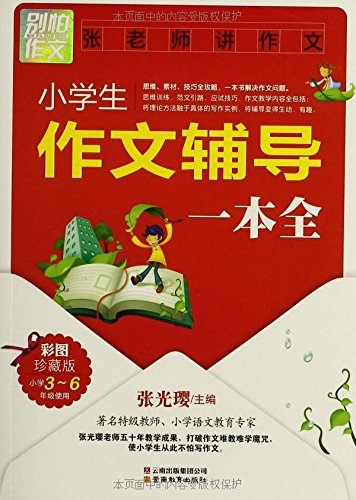 本页面中的内容受版权保护
别怕
作文
张老师讲作文
思维、素材、技巧全攻略，一本书解决作文问题。
思维训练，范文引路，应试技巧，作文教学内容全包括；
将理论方法融于具体的写作实例，将辅导变得生动、有趣。
小学生
作文辅导
一本全
彩图
珍藏版
小学3～6
年级使用
张光璎/主编
著名特级教师、小学语文教育专家
张光璎老师五十年教学成果，打破作文难教难学魔咒，
使小学生从此不怕写作文。
云南出版集团公司
云南教育出版社
本页面中的内容受版权保护